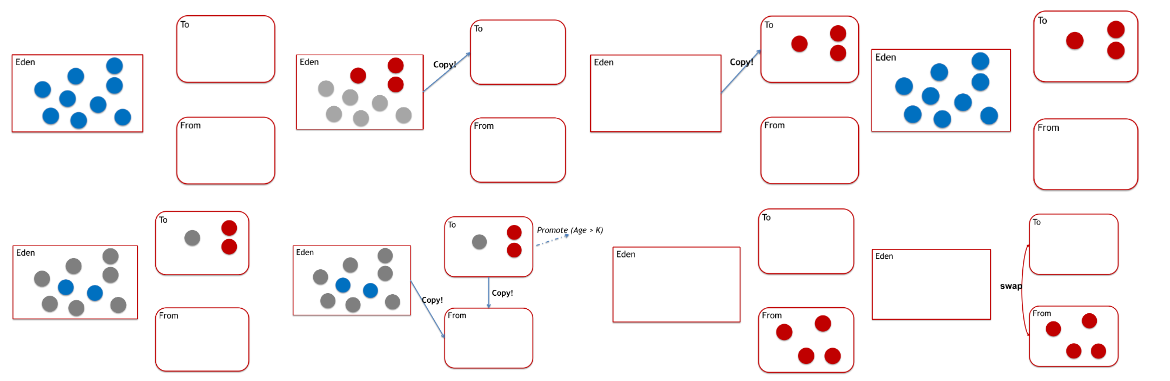 To
Eden
From
To
Eden
Copy!
From
To
Eden
Copy!
From
To
Eden
From
To
Eden
From
To
Promote (Age > K)
Eden
Copy!
Copy!
From
To
Eden
From
To
Eden
swap
From